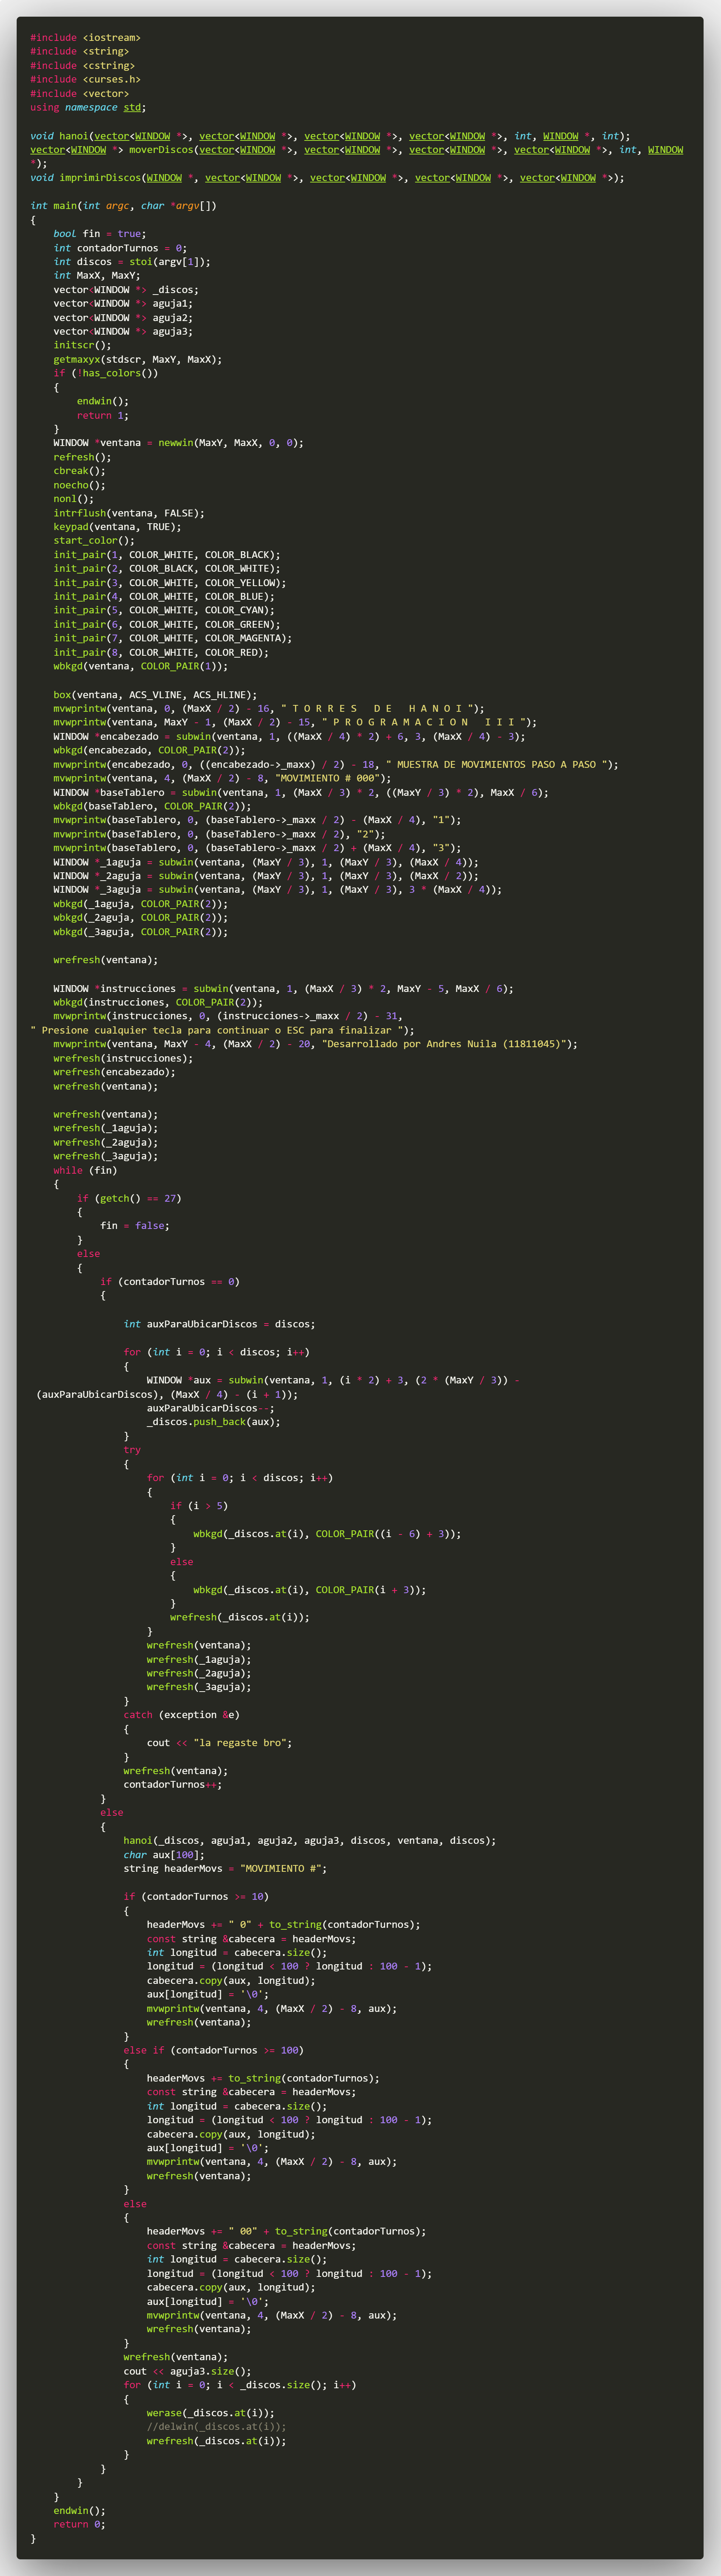 #include <iostream>
#include <string>
#include <cstring>
#include <curses.h>
#include <vector>
using namespace std;

void hanoi(vector<WINDOW *>, vector<WINDOW *>, vector<WINDOW *>, vector<WINDOW *>, int, WINDOW *, int);
vector<WINDOW *> moverDiscos(vector<WINDOW *>, vector<WINDOW *>, vector<WINDOW *>, vector<WINDOW *>, int, WINDOW
*);
void imprimirDiscos(WINDOW *, vector<WINDOW *>, vector<WINDOW *>, vector<WINDOW *>, vector<WINDOW *>);

int main(int argc, char *argv[])
{
    bool fin = true;
    int contadorTurnos = 0;
    int discos = stoi(argv[1]);
    int MaxX, MaxY;
    vector<WINDOW *> _discos;
    vector<WINDOW *> aguja1;
    vector<WINDOW *> aguja2;
    vector<WINDOW *> aguja3;
    initscr();
    getmaxyx(stdscr, MaxY, MaxX);
    if (!has_colors())
    {
        endwin();
        return 1;
    }
    WINDOW *ventana = newwin(MaxY, MaxX, 0, 0);
    refresh();
    cbreak();
    noecho();
    nonl();
    intrflush(ventana, FALSE);
    keypad(ventana, TRUE);
    start_color();
    init_pair(1, COLOR_WHITE, COLOR_BLACK);
    init_pair(2, COLOR_BLACK, COLOR_WHITE);
    init_pair(3, COLOR_WHITE, COLOR_YELLOW);
    init_pair(4, COLOR_WHITE, COLOR_BLUE);
    init_pair(5, COLOR_WHITE, COLOR_CYAN);
    init_pair(6, COLOR_WHITE, COLOR_GREEN);
    init_pair(7, COLOR_WHITE, COLOR_MAGENTA);
    init_pair(8, COLOR_WHITE, COLOR_RED);
    wbkgd(ventana, COLOR_PAIR(1));

    box(ventana, ACS_VLINE, ACS_HLINE);
    mvwprintw(ventana, 0, (MaxX / 2) - 16, " T O R R E S   D E   H A N O I ");
    mvwprintw(ventana, MaxY - 1, (MaxX / 2) - 15, " P R O G R A M A C I O N   I I I ");
    WINDOW *encabezado = subwin(ventana, 1, ((MaxX / 4) * 2) + 6, 3, (MaxX / 4) - 3);
    wbkgd(encabezado, COLOR_PAIR(2));
    mvwprintw(encabezado, 0, ((encabezado->_maxx) / 2) - 18, " MUESTRA DE MOVIMIENTOS PASO A PASO ");
    mvwprintw(ventana, 4, (MaxX / 2) - 8, "MOVIMIENTO # 000");
    WINDOW *baseTablero = subwin(ventana, 1, (MaxX / 3) * 2, ((MaxY / 3) * 2), MaxX / 6);
    wbkgd(baseTablero, COLOR_PAIR(2));
    mvwprintw(baseTablero, 0, (baseTablero->_maxx / 2) - (MaxX / 4), "1");
    mvwprintw(baseTablero, 0, (baseTablero->_maxx / 2), "2");
    mvwprintw(baseTablero, 0, (baseTablero->_maxx / 2) + (MaxX / 4), "3");
    WINDOW *_1aguja = subwin(ventana, (MaxY / 3), 1, (MaxY / 3), (MaxX / 4));
    WINDOW *_2aguja = subwin(ventana, (MaxY / 3), 1, (MaxY / 3), (MaxX / 2));
    WINDOW *_3aguja = subwin(ventana, (MaxY / 3), 1, (MaxY / 3), 3 * (MaxX / 4));
    wbkgd(_1aguja, COLOR_PAIR(2));
    wbkgd(_2aguja, COLOR_PAIR(2));
    wbkgd(_3aguja, COLOR_PAIR(2));

    wrefresh(ventana);

    WINDOW *instrucciones = subwin(ventana, 1, (MaxX / 3) * 2, MaxY - 5, MaxX / 6);
    wbkgd(instrucciones, COLOR_PAIR(2));
    mvwprintw(instrucciones, 0, (instrucciones->_maxx / 2) - 31,
" Presione cualquier tecla para continuar o ESC para finalizar ");
    mvwprintw(ventana, MaxY - 4, (MaxX / 2) - 20, "Desarrollado por Andres Nuila (11811045)");
    wrefresh(instrucciones);
    wrefresh(encabezado);
    wrefresh(ventana);

    wrefresh(ventana);
    wrefresh(_1aguja);
    wrefresh(_2aguja);
    wrefresh(_3aguja);
    while (fin)
    {
        if (getch() == 27)
        {
            fin = false;
        }
        else
        {
            if (contadorTurnos == 0)
            {

                int auxParaUbicarDiscos = discos;

                for (int i = 0; i < discos; i++)
                {
                    WINDOW *aux = subwin(ventana, 1, (i * 2) + 3, (2 * (MaxY / 3)) -
 (auxParaUbicarDiscos), (MaxX / 4) - (i + 1));
                    auxParaUbicarDiscos--;
                    _discos.push_back(aux);
                }
                try
                {
                    for (int i = 0; i < discos; i++)
                    {
                        if (i > 5)
                        {
                            wbkgd(_discos.at(i), COLOR_PAIR((i - 6) + 3));
                        }
                        else
                        {
                            wbkgd(_discos.at(i), COLOR_PAIR(i + 3));
                        }
                        wrefresh(_discos.at(i));
                    }
                    wrefresh(ventana);
                    wrefresh(_1aguja);
                    wrefresh(_2aguja);
                    wrefresh(_3aguja);
                }
                catch (exception &e)
                {
                    cout << "la regaste bro";
                }
                wrefresh(ventana);
                contadorTurnos++;
            }
            else
            {
                hanoi(_discos, aguja1, aguja2, aguja3, discos, ventana, discos);
                char aux[100];
                string headerMovs = "MOVIMIENTO #";

                if (contadorTurnos >= 10)
                {
                    headerMovs += " 0" + to_string(contadorTurnos);
                    const string &cabecera = headerMovs;
                    int longitud = cabecera.size();
                    longitud = (longitud < 100 ? longitud : 100 - 1);
                    cabecera.copy(aux, longitud);
                    aux[longitud] = '\0';
                    mvwprintw(ventana, 4, (MaxX / 2) - 8, aux);
                    wrefresh(ventana);
                }
                else if (contadorTurnos >= 100)
                {
                    headerMovs += to_string(contadorTurnos);
                    const string &cabecera = headerMovs;
                    int longitud = cabecera.size();
                    longitud = (longitud < 100 ? longitud : 100 - 1);
                    cabecera.copy(aux, longitud);
                    aux[longitud] = '\0';
                    mvwprintw(ventana, 4, (MaxX / 2) - 8, aux);
                    wrefresh(ventana);
                }
                else
                {
                    headerMovs += " 00" + to_string(contadorTurnos);
                    const string &cabecera = headerMovs;
                    int longitud = cabecera.size();
                    longitud = (longitud < 100 ? longitud : 100 - 1);
                    cabecera.copy(aux, longitud);
                    aux[longitud] = '\0';
                    mvwprintw(ventana, 4, (MaxX / 2) - 8, aux);
                    wrefresh(ventana);
                }
                wrefresh(ventana);
                cout << aguja3.size();
                for (int i = 0; i < _discos.size(); i++)
                {
                    werase(_discos.at(i));
                    //delwin(_discos.at(i));
                    wrefresh(_discos.at(i));
                }
            }
        }
    }
    endwin();
    return 0;
}